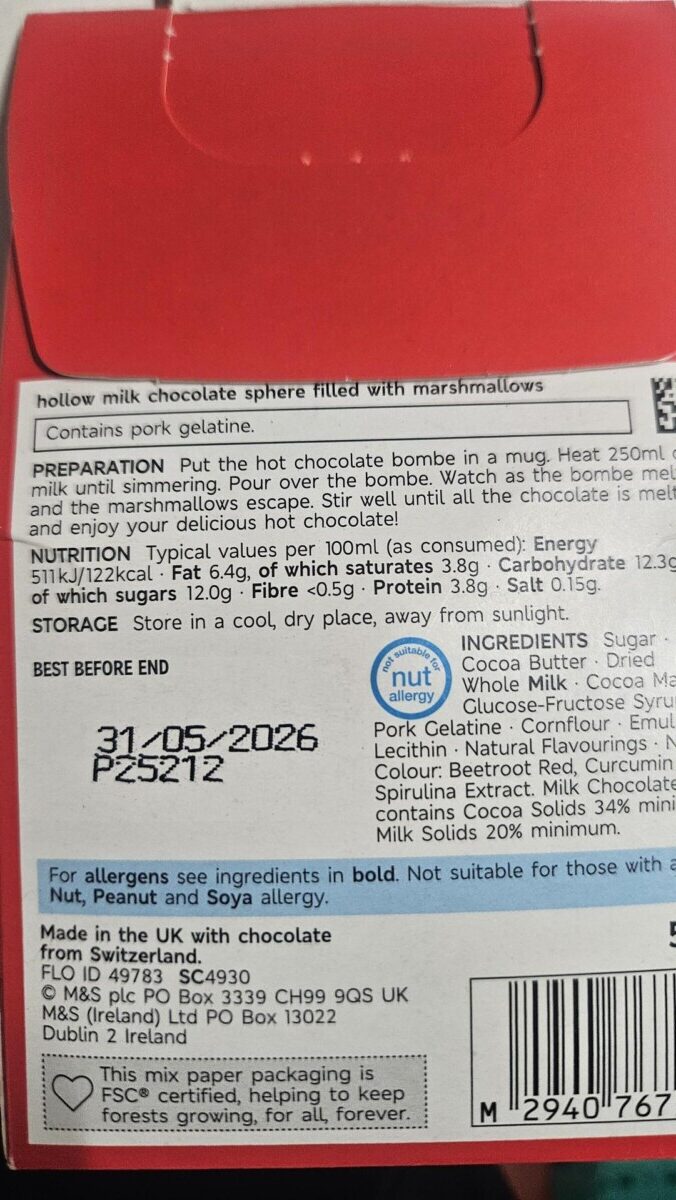 hollow milk chocolate sphere filled with marshmallows
Contains pork gelatine.
PREPARATION Put the hot chocolate bombe in a mug. Heat 250ml
milk until simmering. Pour over the bombe. Watch as the bombe
and the marshmallows escape. Stir well until all the chocolate is
and enjoy your delicious hot chocolate!
NUTRITION Typical values per 100ml (as consumed): Energy
511kJ/122kcal · Fat 6.4g, of which saturates 3.8g · Carbohydrate 12.3g
of which sugars 12.0g · Fibre <0.5g · Protein 3.8g · Salt 0.15g.
STORAGE Store in a cool, dry place, away from sunlight.
BEST BEFORE END
31/05/2026
P25212
not suitable for
nut
allergy
INGREDIENTS Sugar ·
Cocoa Butter · Dried
Whole Milk · Cocoa
Glucose-Fructose
Pork Gelatine · Cornflour ·
Lecithin · Natural Flavourings ·
Colour: Beetroot Red, Curcumin
Spirulina Extract. Milk Chocolate
contains Cocoa Solids 34%
Milk Solids 20% minimum.
For allergens see ingredients in bold. Not suitable for those with a
Nut, Peanut and Soya allergy.
Made in the UK with chocolate
from Switzerland.
FLO ID 49783 SC4930
© M&S plc PO Box 3339 CH99 9QS UK
M&S (Ireland) Ltd PO Box 13022
Dublin 2 Ireland
This mix paper packaging is
FSC® certified, helping to keep
forests growing, for all, forever.
M 2940 767